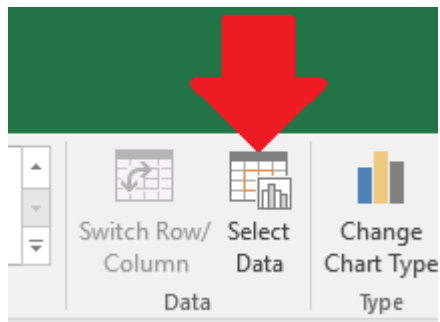 Switch Row/
Column
Select
Data
Change
Chart Type
Data
Type